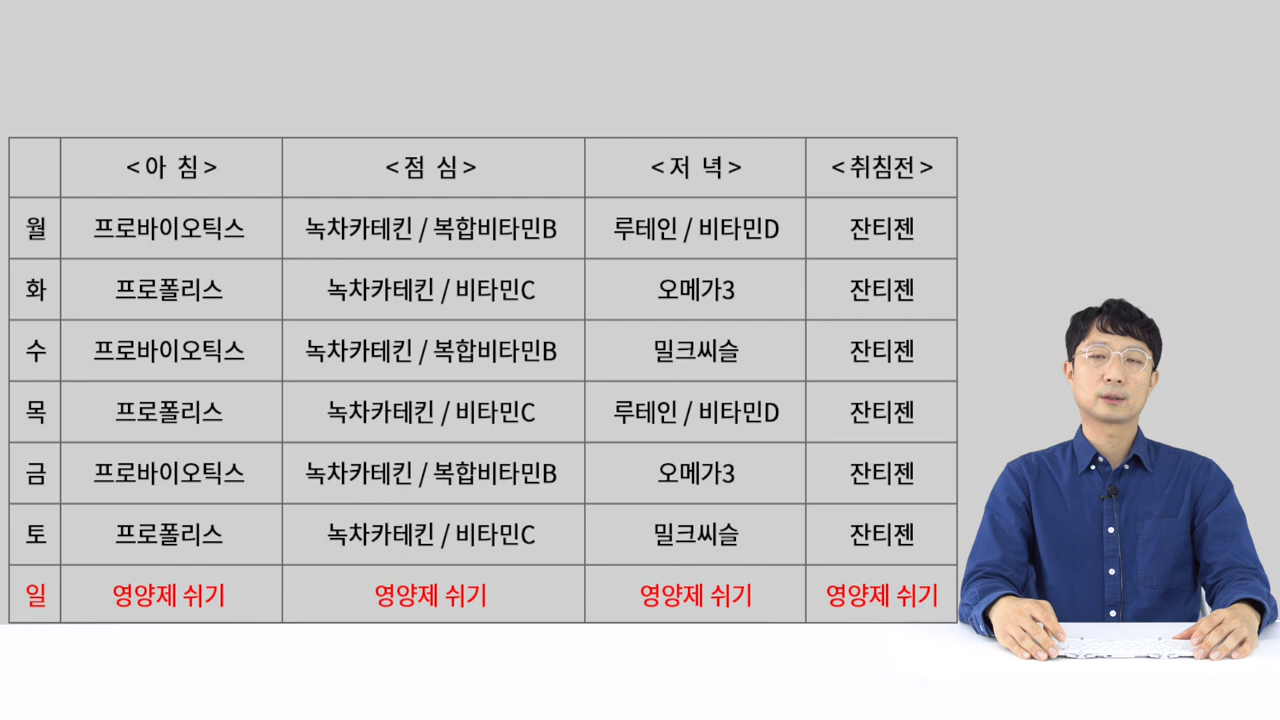 <아 침> <점 심> <저 녁> <취침전>
월 프로바이오틱스 녹차카테킨 / 복합비타민B 루테인 / 비타민D 잔티젠
화 프로폴리스 녹차카테킨 / 비타민C 오메가3 잔티젠
수 프로바이오틱스 녹차카테킨 / 복합비타민B 밀크씨슬 잔티젠
목 프로폴리스 녹차카테킨 / 비타민C 루테인 / 비타민D 잔티젠
금 프로바이오틱스 녹차카테킨 / 복합비타민B 오메가3 잔티젠
토 프로폴리스 녹차카테킨 / 비타민C 밀크씨슬 잔티젠
일 영양제 쉬기 영양제 쉬기 영양제 쉬기 영양제 쉬기